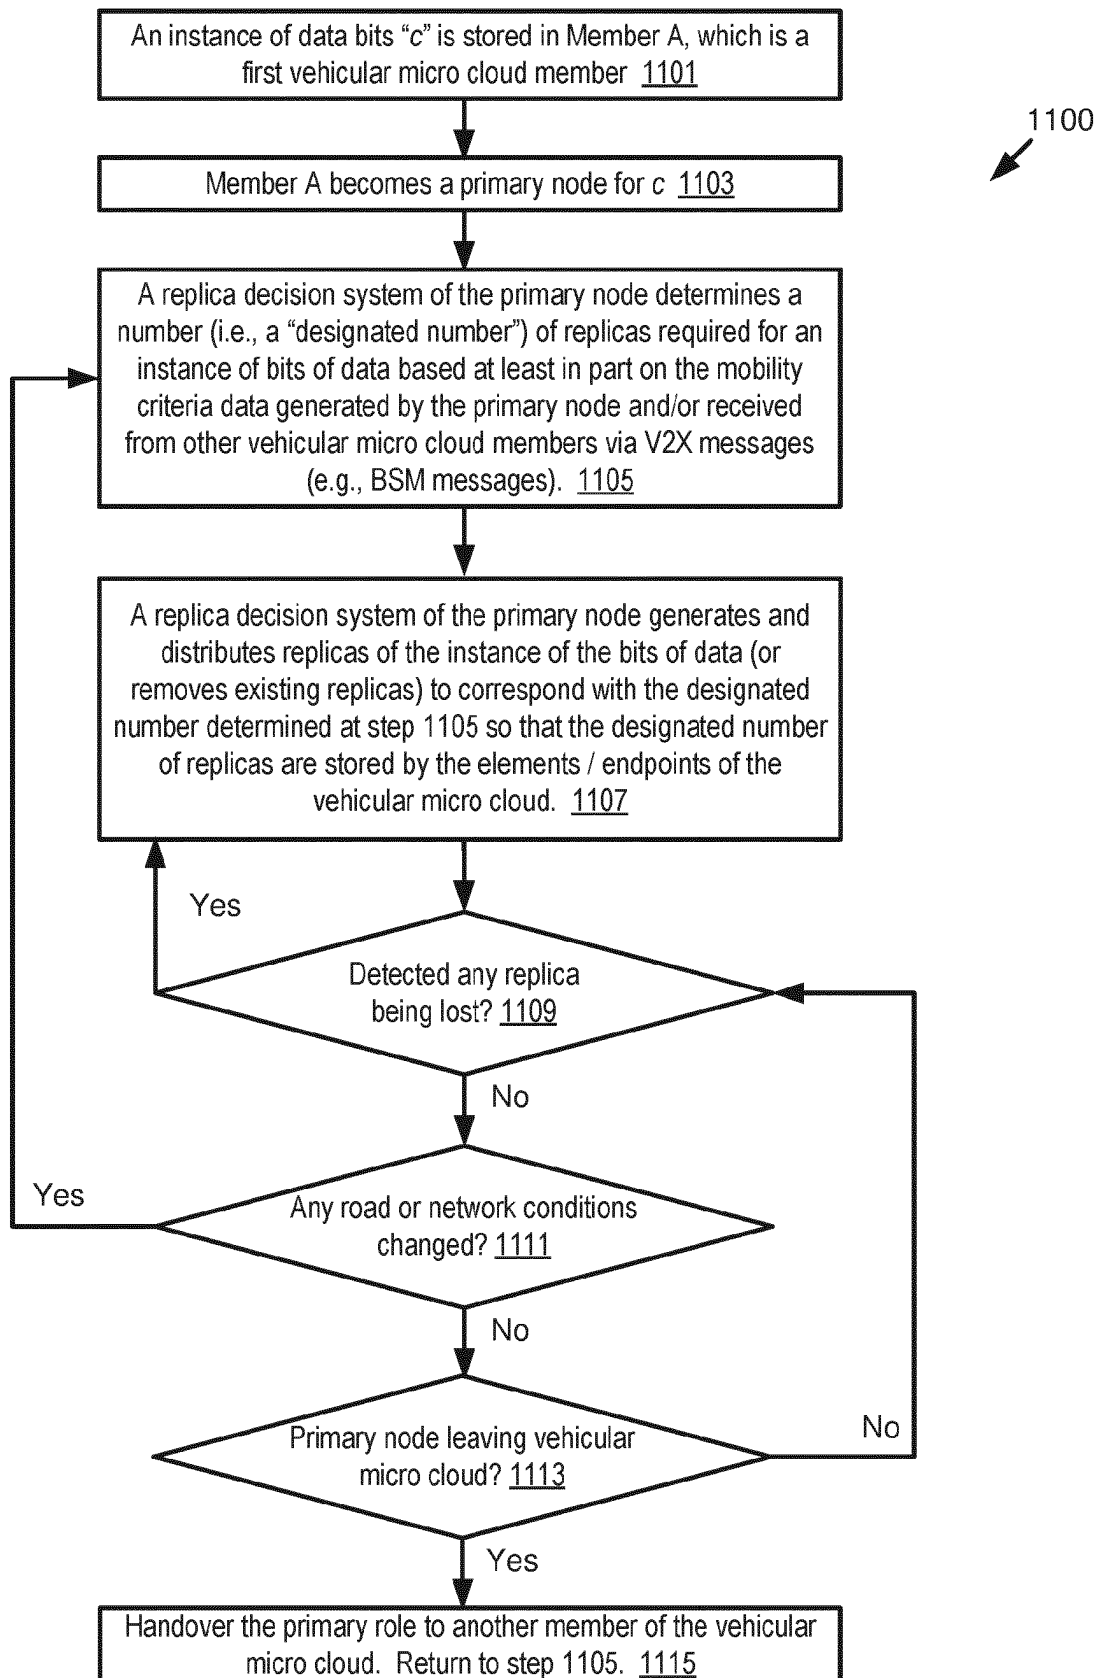 An instance of data bits “c” is stored in Member A, which is a
first vehicular micro cloud member 1101
1100
Member A becomes a primary node for c 1103
A replica decision system of the primary node determines a
number (i.e., a “designated number”) of replicas required for an
instance of bits of data based at least in part on the mobility
criteria data generated by the primary node and/or received
from other vehicular micro cloud members via V2X messages
(e.g., BSM messages). 1105
A replica decision system of the primary node generates and
distributes replicas of the instance of the bits of data (or
removes existing replicas) to correspond with the designated
number determined at step 1105 so that the designated number
of replicas are stored by the elements / endpoints of the
vehicular micro cloud. 1107
Yes
Detected any replica
being lost? 1109
No
Yes
Any road or network conditions
changed? 1111
No
Primary node leaving vehicular
micro cloud? 1113
No
Yes
Handover the primary role to another member of the vehicular
micro cloud. Return to step 1105. 1115